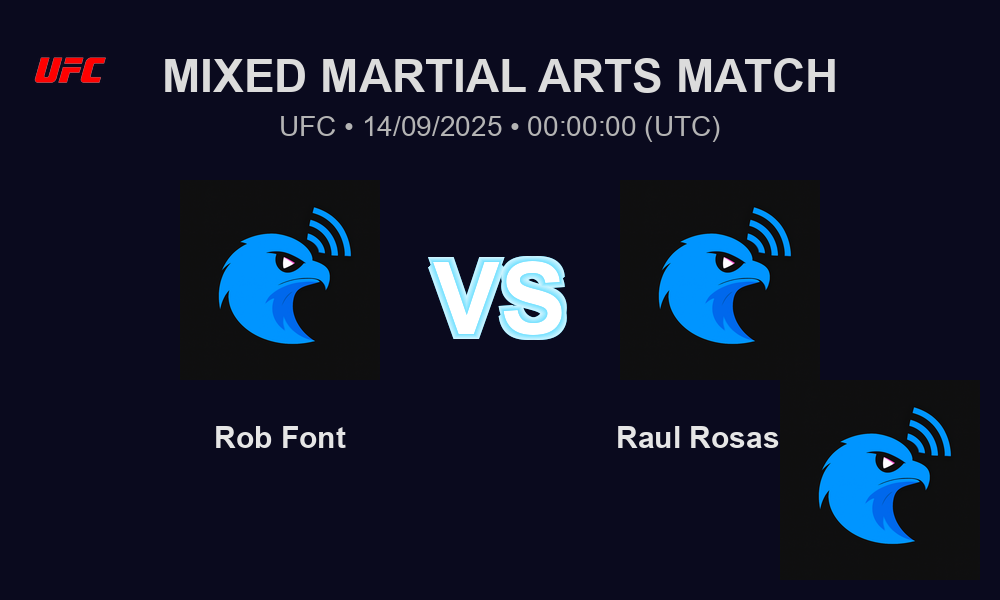 UFC
MIXED MARTIAL ARTS MATCH
UFC • 14/09/2025 • 00:00:00 (UTC)
VS
Rob Font
Raul Rosas